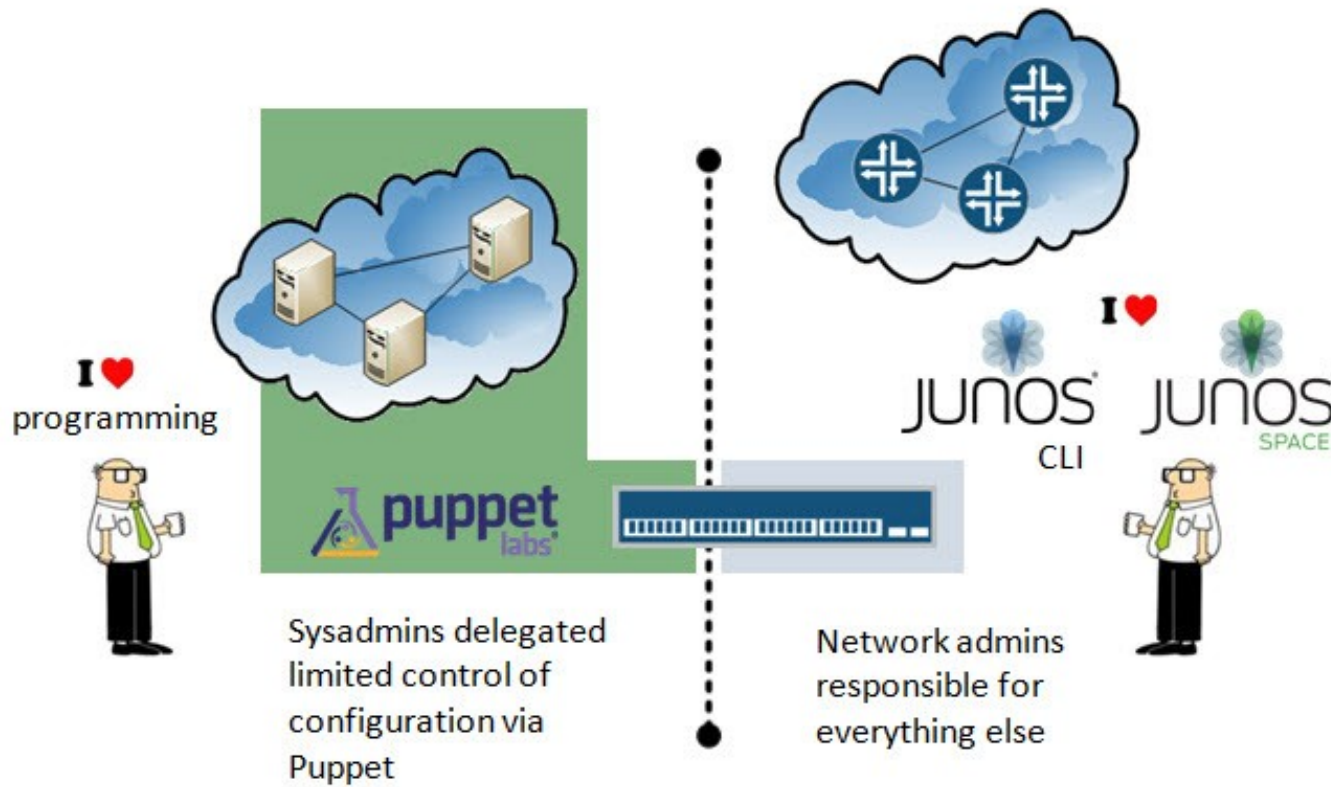 I ❤
programming
puppet
labs®
Sysadmins delegated
limited control of
configuration via
Puppet
I ❤
JUNOS®
CLI
JUNOS
SPACE
Network admins
responsible for
everything else